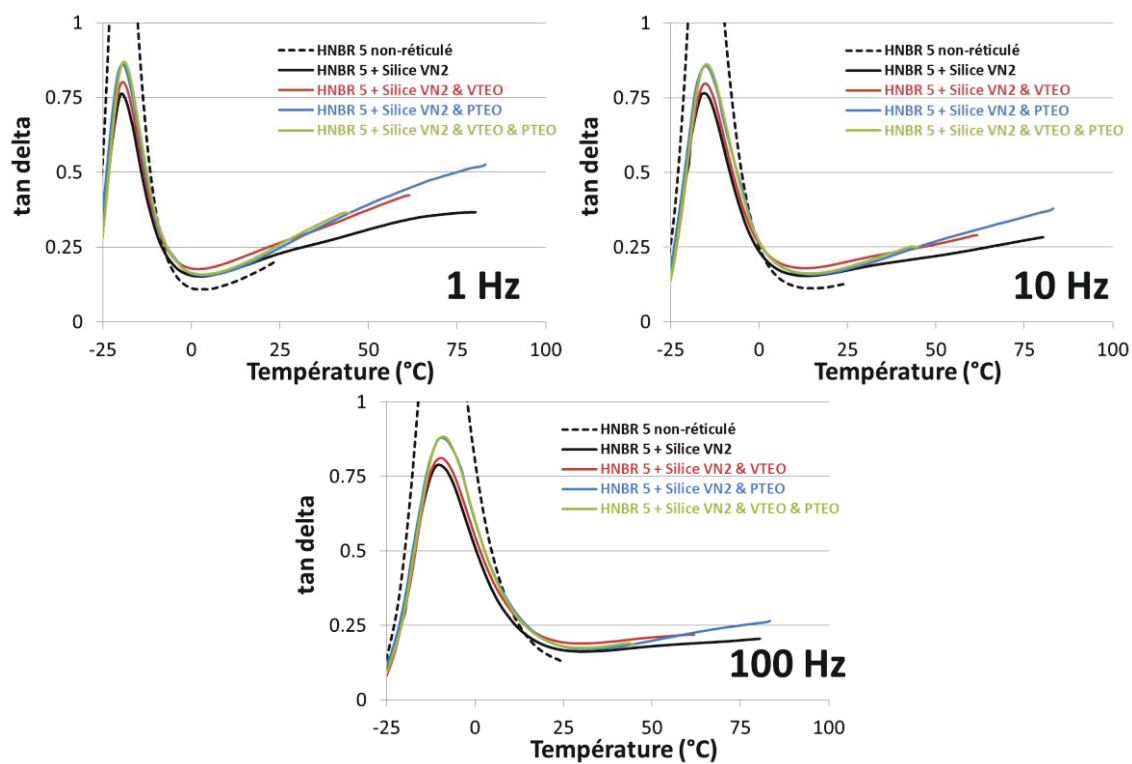 1
0.75
0.5
0.25
0
-25
0
25
50
75
100
tan delta
Température (°C)
HNBR 5 non-réticulé
HNBR 5 + Silice VN2
HNBR 5 + Silice VN2 & VTEO
HNBR 5 + Silice VN2 & PTEO
HNBR 5 + Silice VN2 & VTEO & PTEO
1 Hz
1
0.75
0.5
0.25
0
-25
0
25
50
75
100
tan delta
Température (°C)
HNBR 5 non-réticulé
HNBR 5 + Silice VN2
HNBR 5 + Silice VN2 & VTEO
HNBR 5 + Silice VN2 & PTEO
HNBR 5 + Silice VN2 & VTEO & PTEO
10 Hz
1
0.75
0.5
0.25
0
-25
0
25
50
75
100
tan delta
Température (°C)
HNBR 5 non-réticulé
HNBR 5 + Silice VN2
HNBR 5 + Silice VN2 & VTEO
HNBR 5 + Silice VN2 & PTEO
HNBR 5 + Silice VN2 & VTEO & PTEO
100 Hz